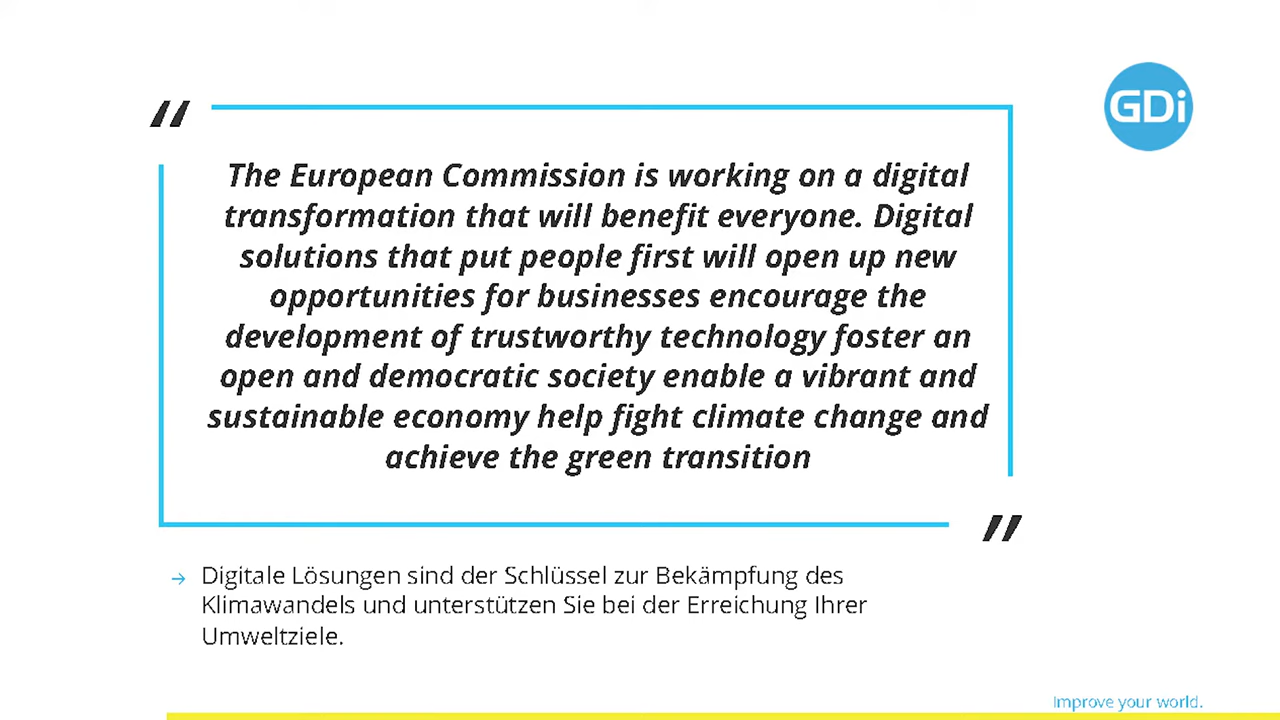 GDi
“
The European Commission is working on a digital
transformation that will benefit everyone. Digital
solutions that put people first will open up new
opportunities for businesses encourage the
development of trustworthy technology foster an
open and democratic society enable a vibrant and
sustainable economy help fight climate change and
achieve the green transition
”
→ Digitale Lösungen sind der Schlüssel zur Bekämpfung des
Klimawandels und unterstützen Sie bei der Erreichung Ihrer
Umweltziele.
Improve your world.